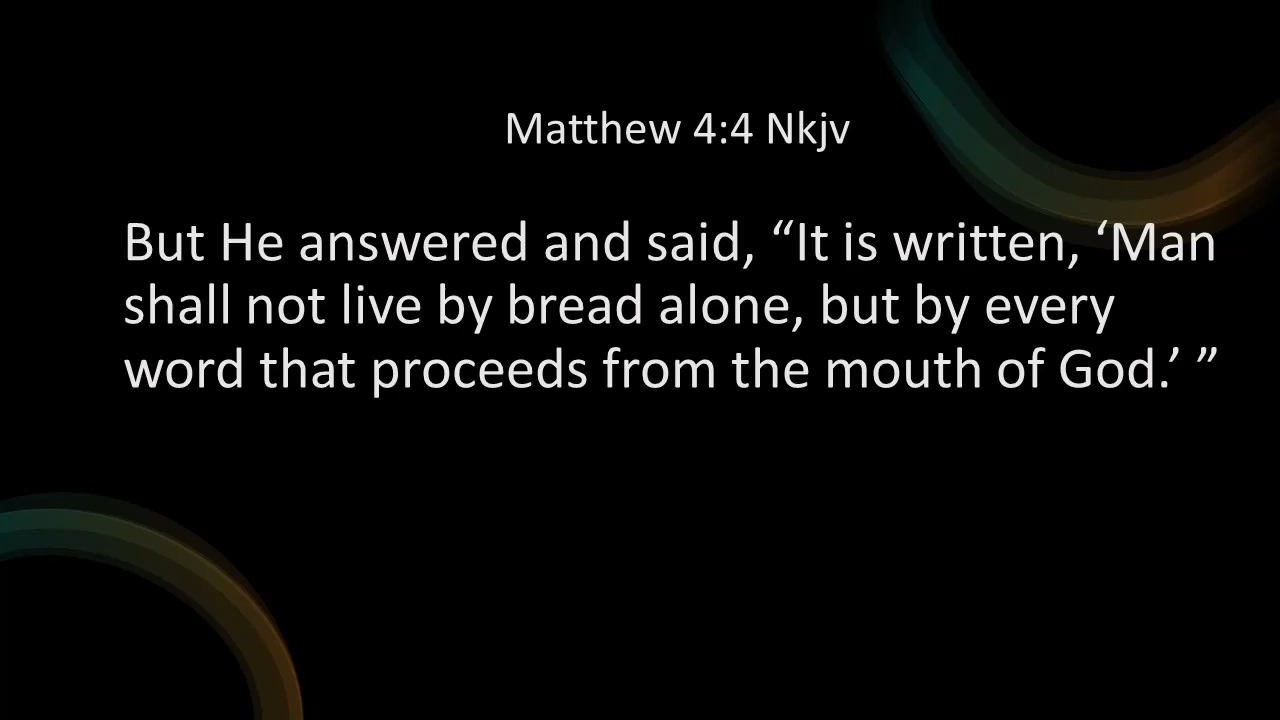 Matthew 4:4 Nkjv
But He answered and said, “It is written, ‘Man
shall not live by bread alone, but by every
word that proceeds from the mouth of God.’ ”